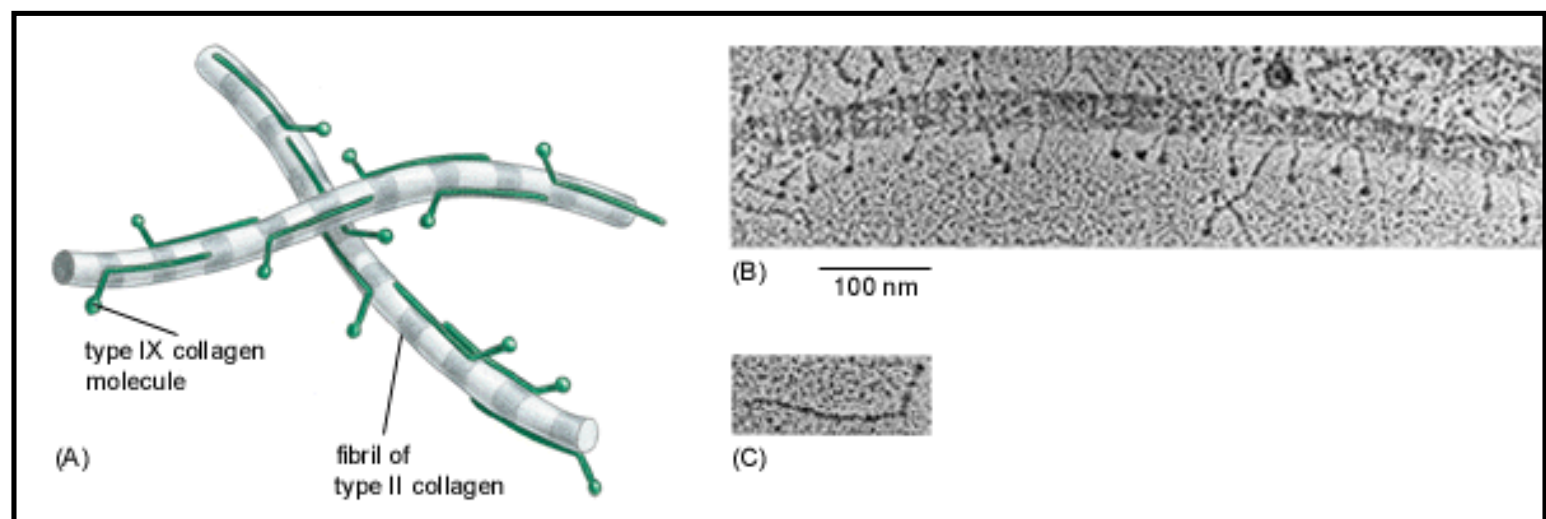 type IX collagen
molecule
(A)
fibril of
type II collagen
(B)
100 nm
(C)